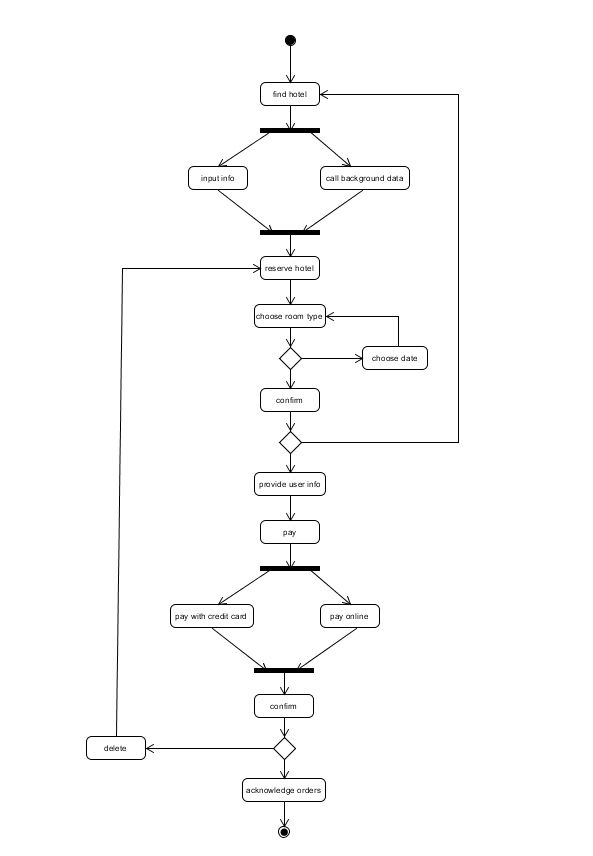 find hotel
input info
call background data
reserve hotel
choose room type
choose date
confirm
provide user info
pay
pay with credit card
pay online
confirm
delete
acknowledge orders